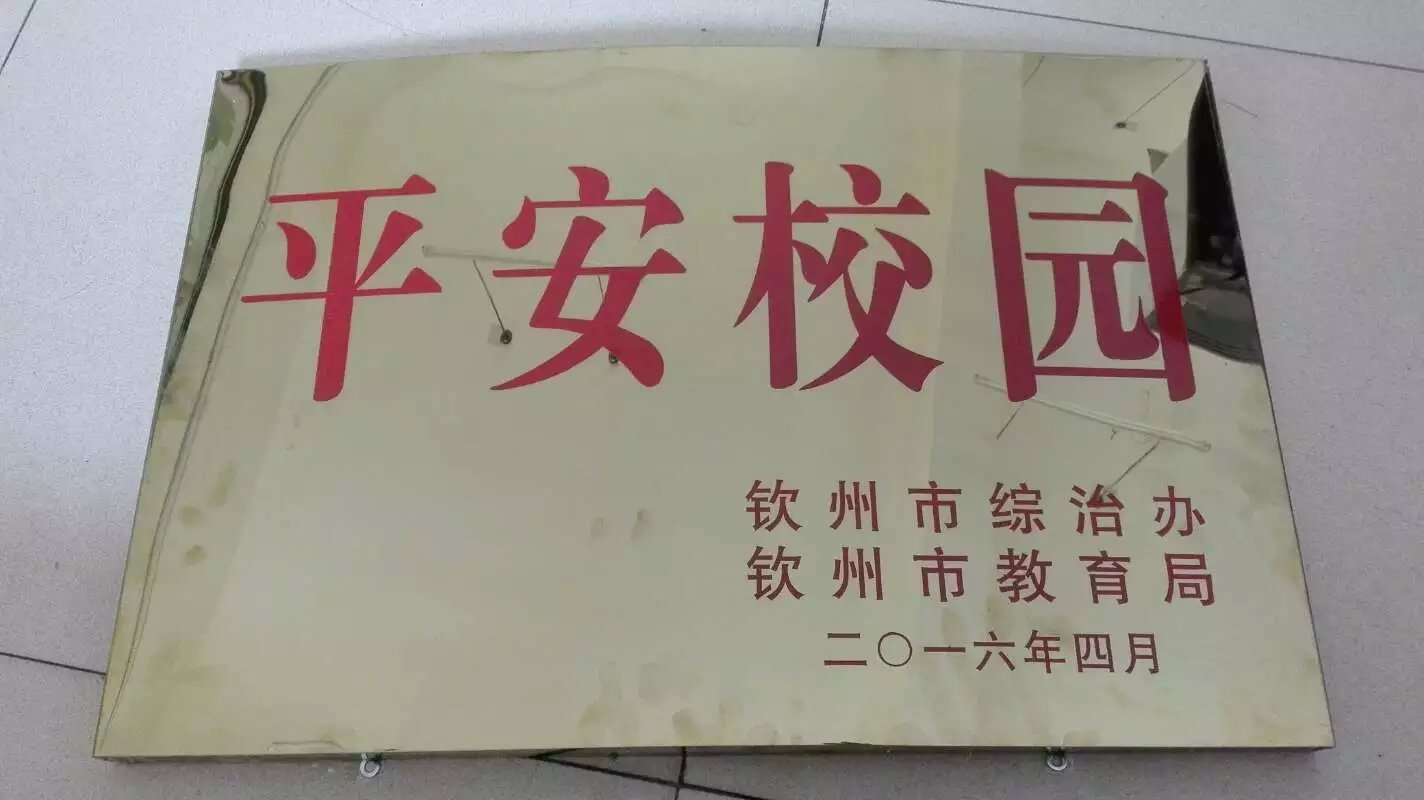 平安校园
钦州市综治办
钦州市教育局
二〇一六年四月